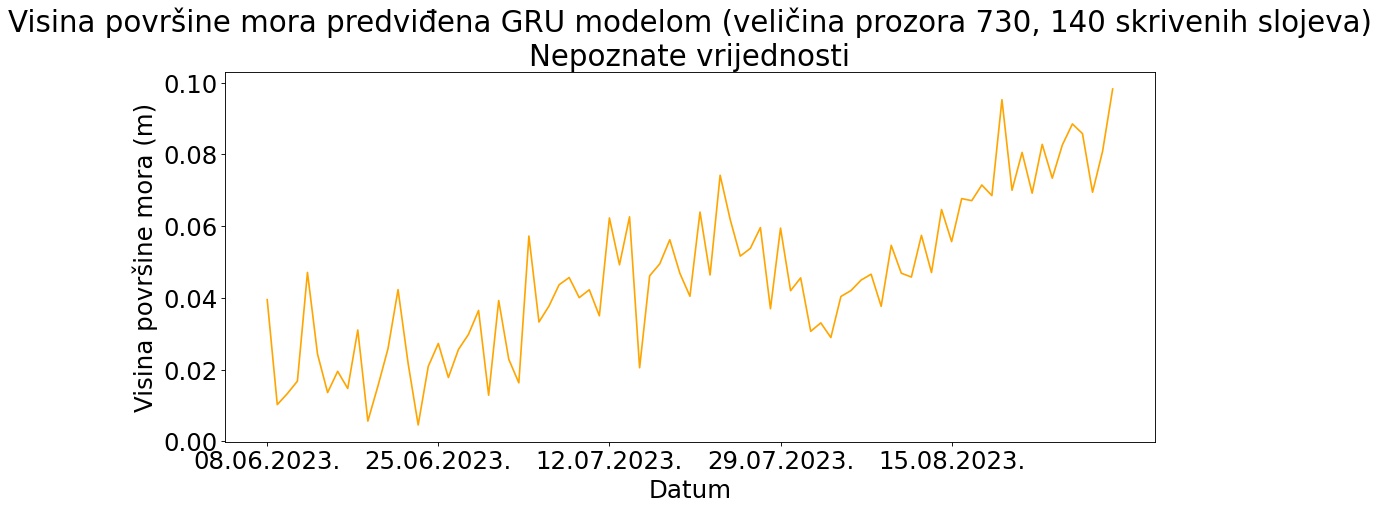 Visina površine mora predviđena GRU modelom (veličina prozora 730, 140 skrivenih slojeva)
Nepoznate vrijednosti
0.10
0.08
0.06
0.04
0.02
0.00
Visina površine mora (m)
08.06.2023. 25.06.2023. 12.07.2023. 29.07.2023. 15.08.2023.
Datum